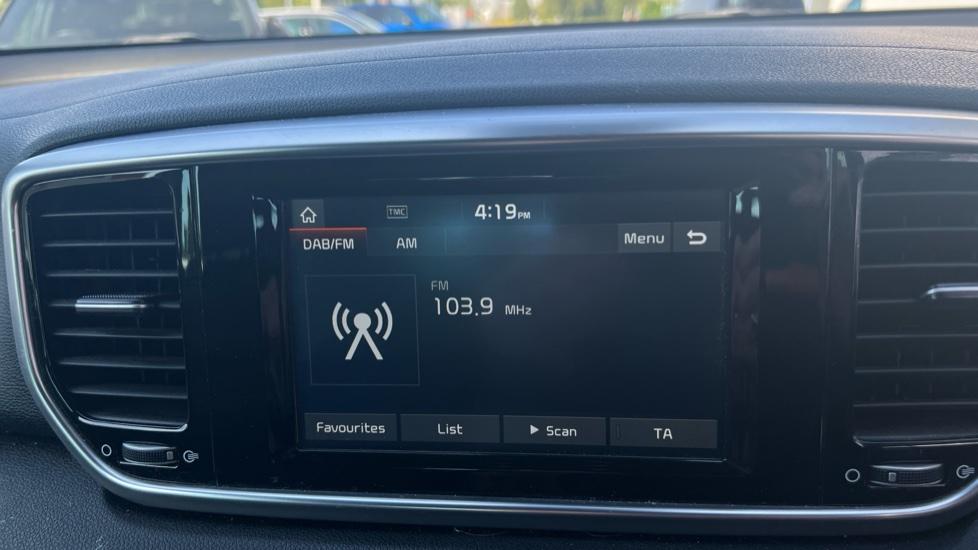 TMC 4:19PM
DAB/FM AM Menu
FM
103.9 MHz
Favourites List Scan TA